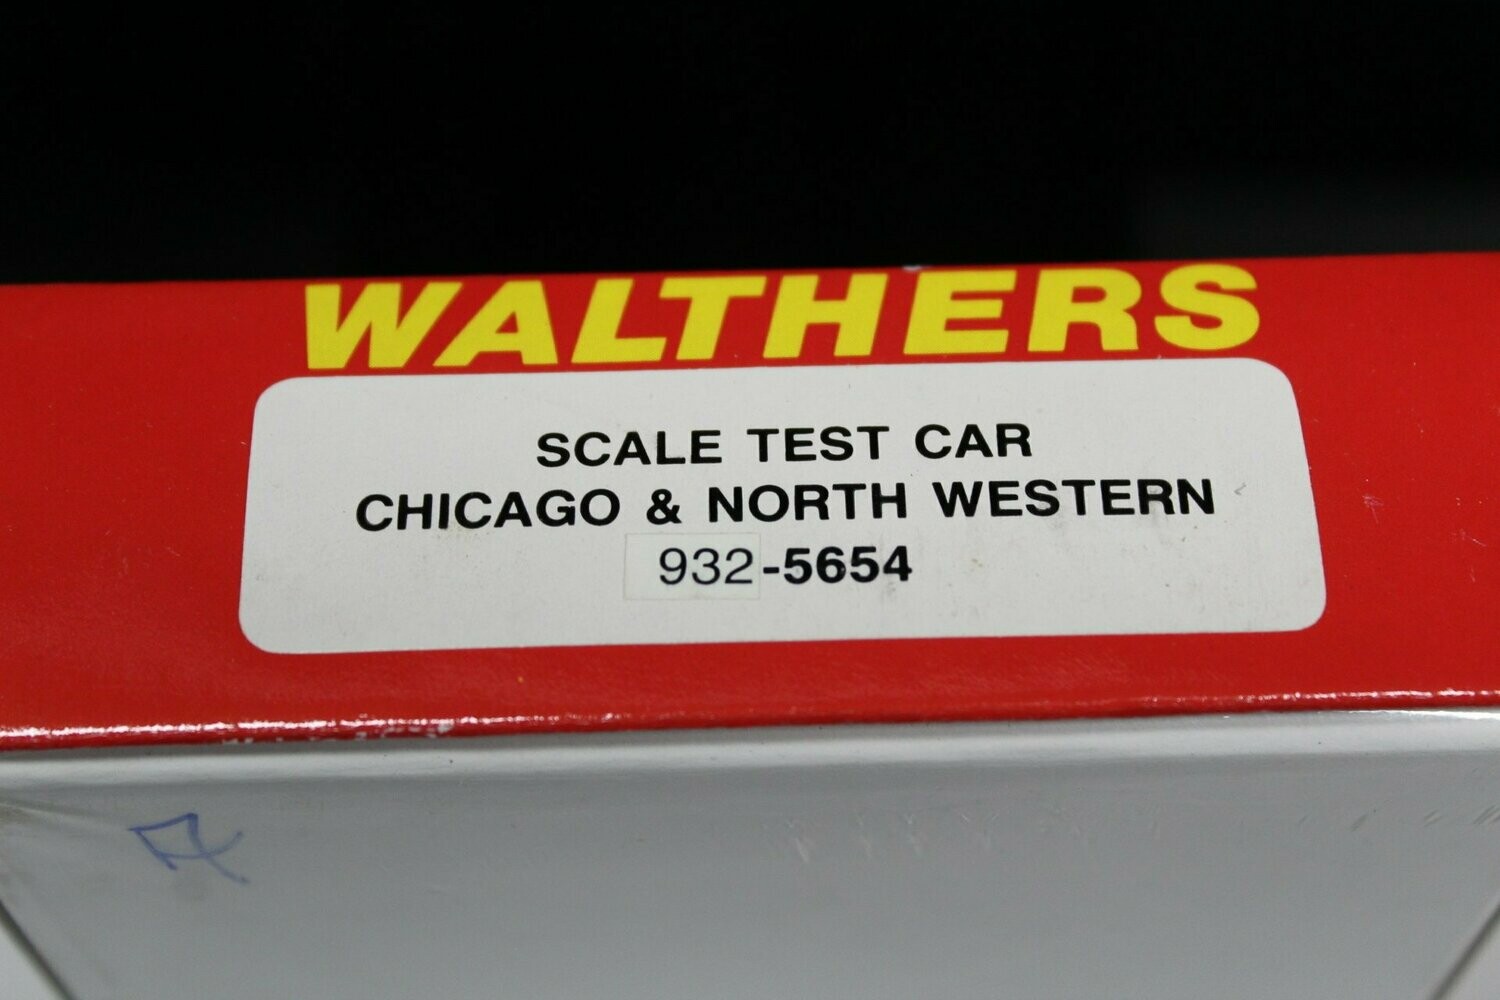 WALTHERS
SCALE TEST CAR
CHICAGO & NORTH WESTERN
932-5654